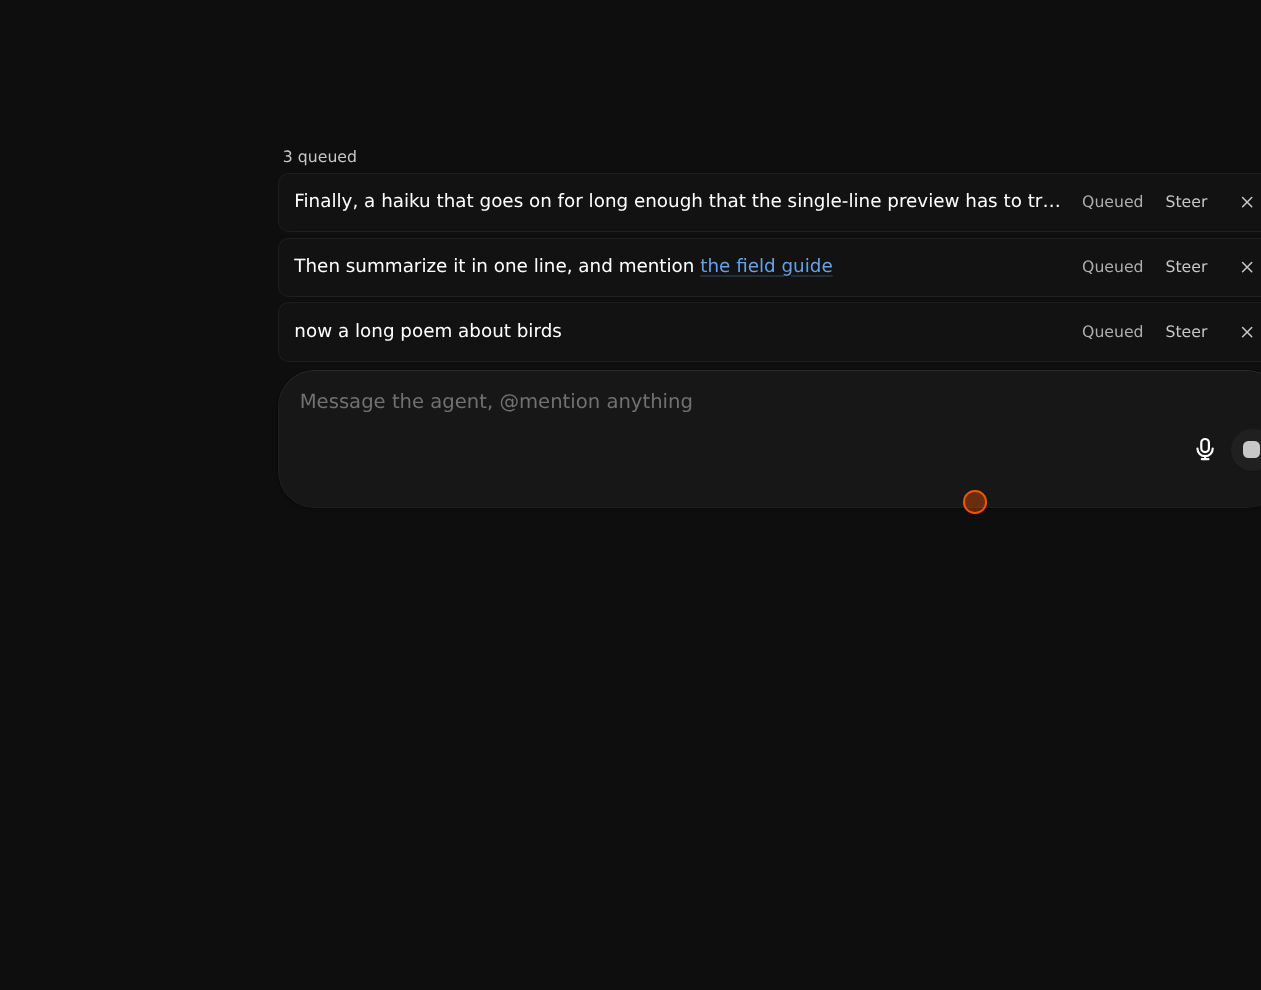 3 queued
Finally, a haiku that goes on for long enough that the single-line preview has to tr… Queued Steer
Then summarize it in one line, and mention the field guide Queued Steer
now a long poem about birds Queued Steer
Message the agent, @mention anything